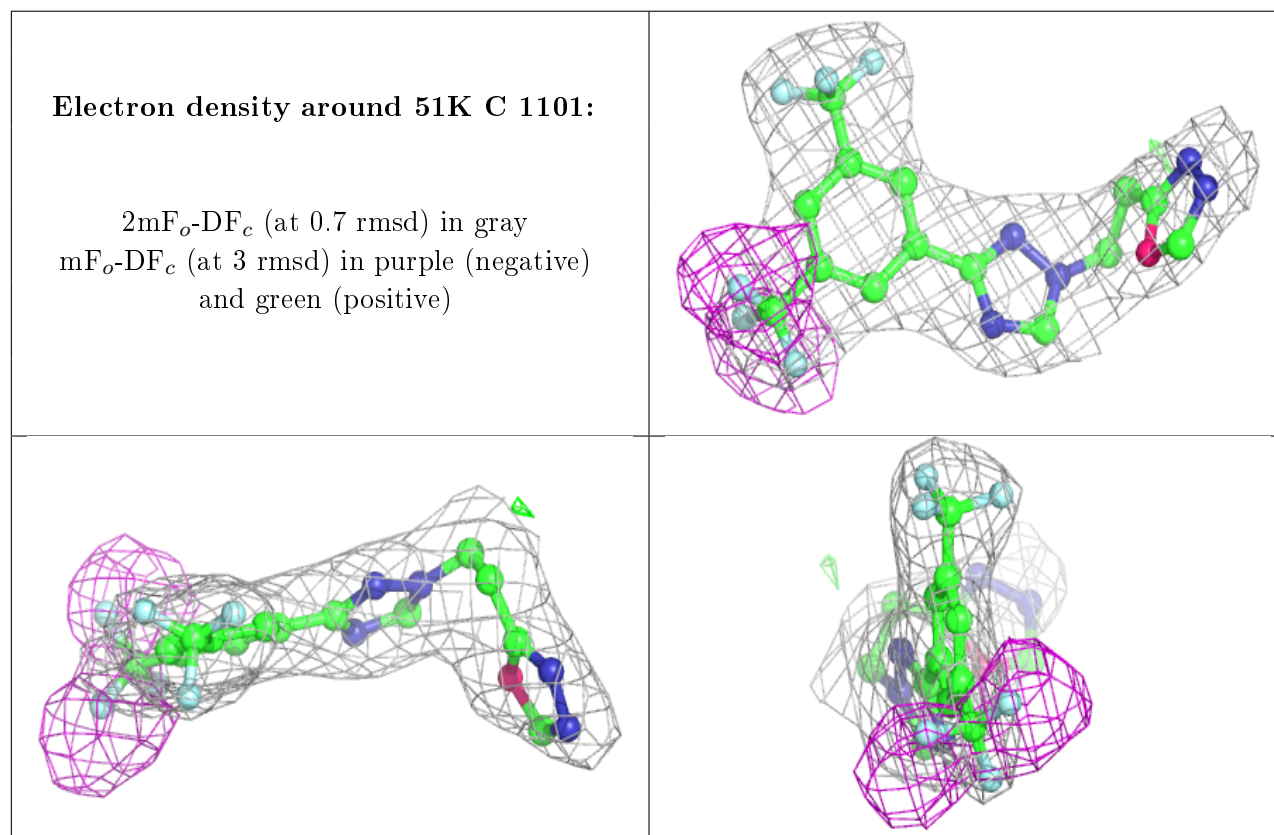 Electron density around 51K C 1101:
2mFo-DFc (at 0.7 rmsd) in gray
mFo-DFc (at 3 rmsd) in purple (negative)
and green (positive)